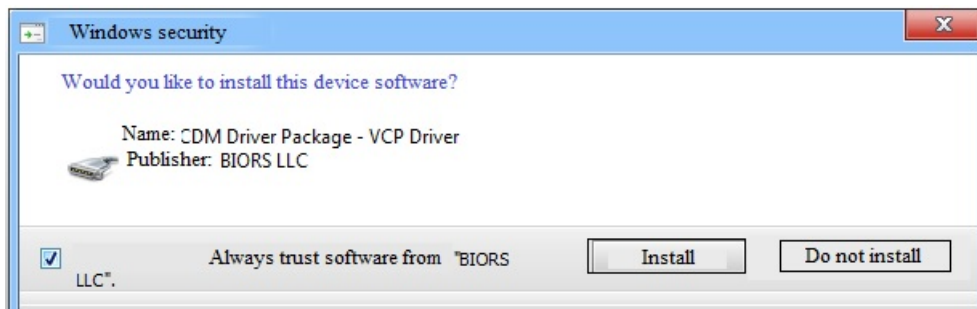 Windows security
Would you like to install this device software?
Name: CDM Driver Package - VCP Driver
Publisher: BIORS LLC
Always trust software from "BIORS
LLC".
Install
Do not install